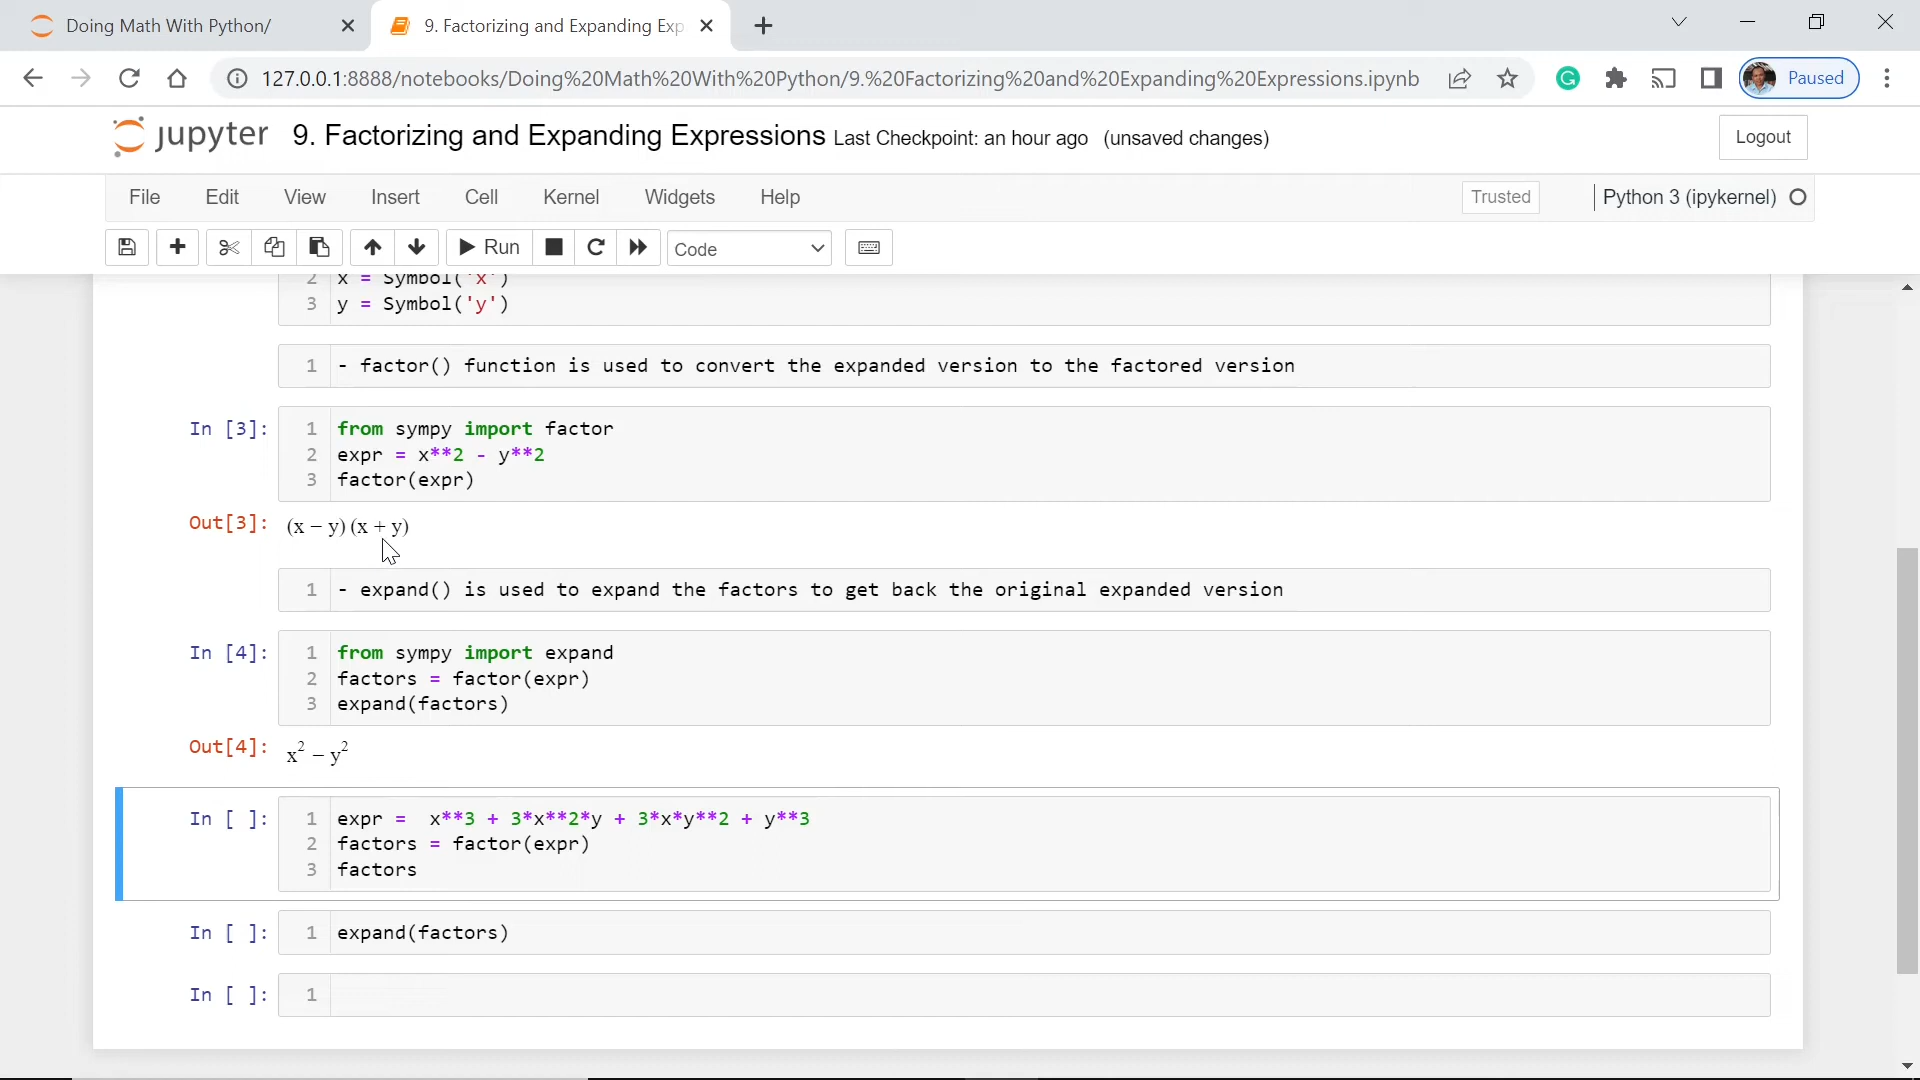 Doing Math With Python/
9. Factorizing and Expanding Exp
127.0.0.1:8888/notebooks/Doing%20Math%20With%20Python/9.%20Factorizing%20and%20Expanding%20Expressions.ipynb
Paused
jupyter 9. Factorizing and Expanding Expressions Last Checkpoint: an hour ago (unsaved changes)
Logout
File Edit View Insert Cell Kernel Widgets Help
Trusted Python 3 (ipykernel)
Run Code
2 x = Symbol('x')
3 y = Symbol('y')
1 - factor() function is used to convert the expanded version to the factored version
In [3]: 1 from sympy import factor
2 expr = x**2 - y**2
3 factor(expr)
Out[3]: (x − y) (x + y)
1 - expand() is used to expand the factors to get back the original expanded version
In [4]: 1 from sympy import expand
2 factors = factor(expr)
3 expand(factors)
Out[4]: x² − y²
In [ ]: 1 expr =  x**3 + 3*x**2*y + 3*x*y**2 + y**3
2 factors = factor(expr)
3 factors
In [ ]: 1 expand(factors)
In [ ]: 1